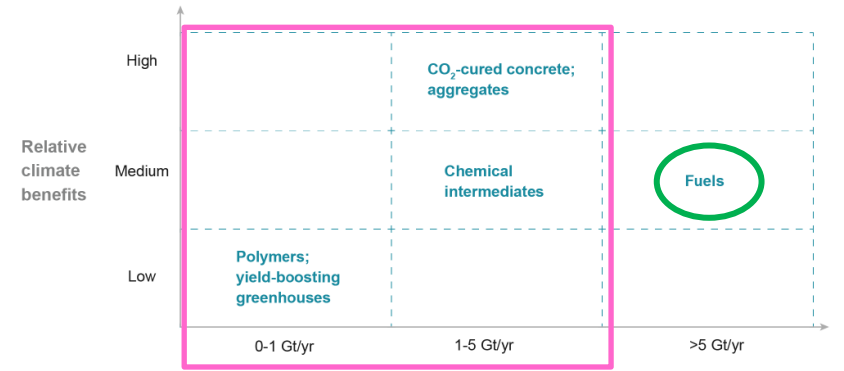 High
CO₂-cured concrete;
aggregates
Relative
climate
benefits
Medium
Chemical
intermediates
Fuels
Low
Polymers;
yield-boosting
greenhouses
0-1 Gt/yr
1-5 Gt/yr
>5 Gt/yr